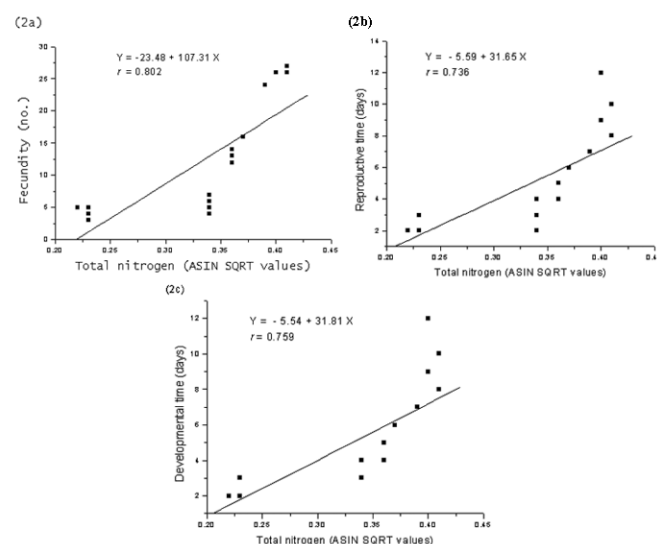 (2a)
Y = -23.48 + 107.31 X
r = 0.802
Fecundity (no.)
30
25
20
15
10
5
0
0.20 0.25 0.30 0.35 0.40 0.45
Total nitrogen (ASIN SQRT values)
(2b)
Y = - 5.59 + 31.65 X
r = 0.736
Reproductive time (days)
14
12
10
8
6
4
2
0.20 0.25 0.30 0.35 0.40 0.45
Total nitrogen (ASIN SQRT values)
(2c)
Y = - 5.54 + 31.81 X
r = 0.759
Developmental time (days)
12
10
8
6
4
2
0.20 0.25 0.30 0.35 0.40 0.45
Total nitrogen (ASIN SQRT values)